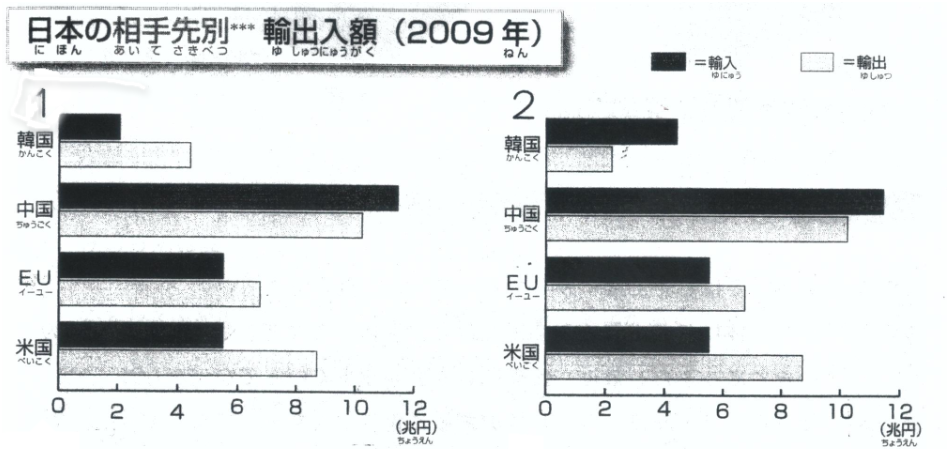 日本の相手先別*** 輸出入額（2009年）
にほん あいてさきべつ ゆしゅつにゅうがく ねん
＝輸入 ＝輸出
ゆにゅう ゆしゅつ
1
韓国
かんこく
中国
ちゅうごく
EU
イーユー
米国
べいこく
0 2 4 6 8 10 12
（兆円）
ちょうえん
2
韓国
かんこく
中国
ちゅうごく
EU
イーユー
米国
べいこく
0 2 4 6 8 10 12
（兆円）
ちょうえん